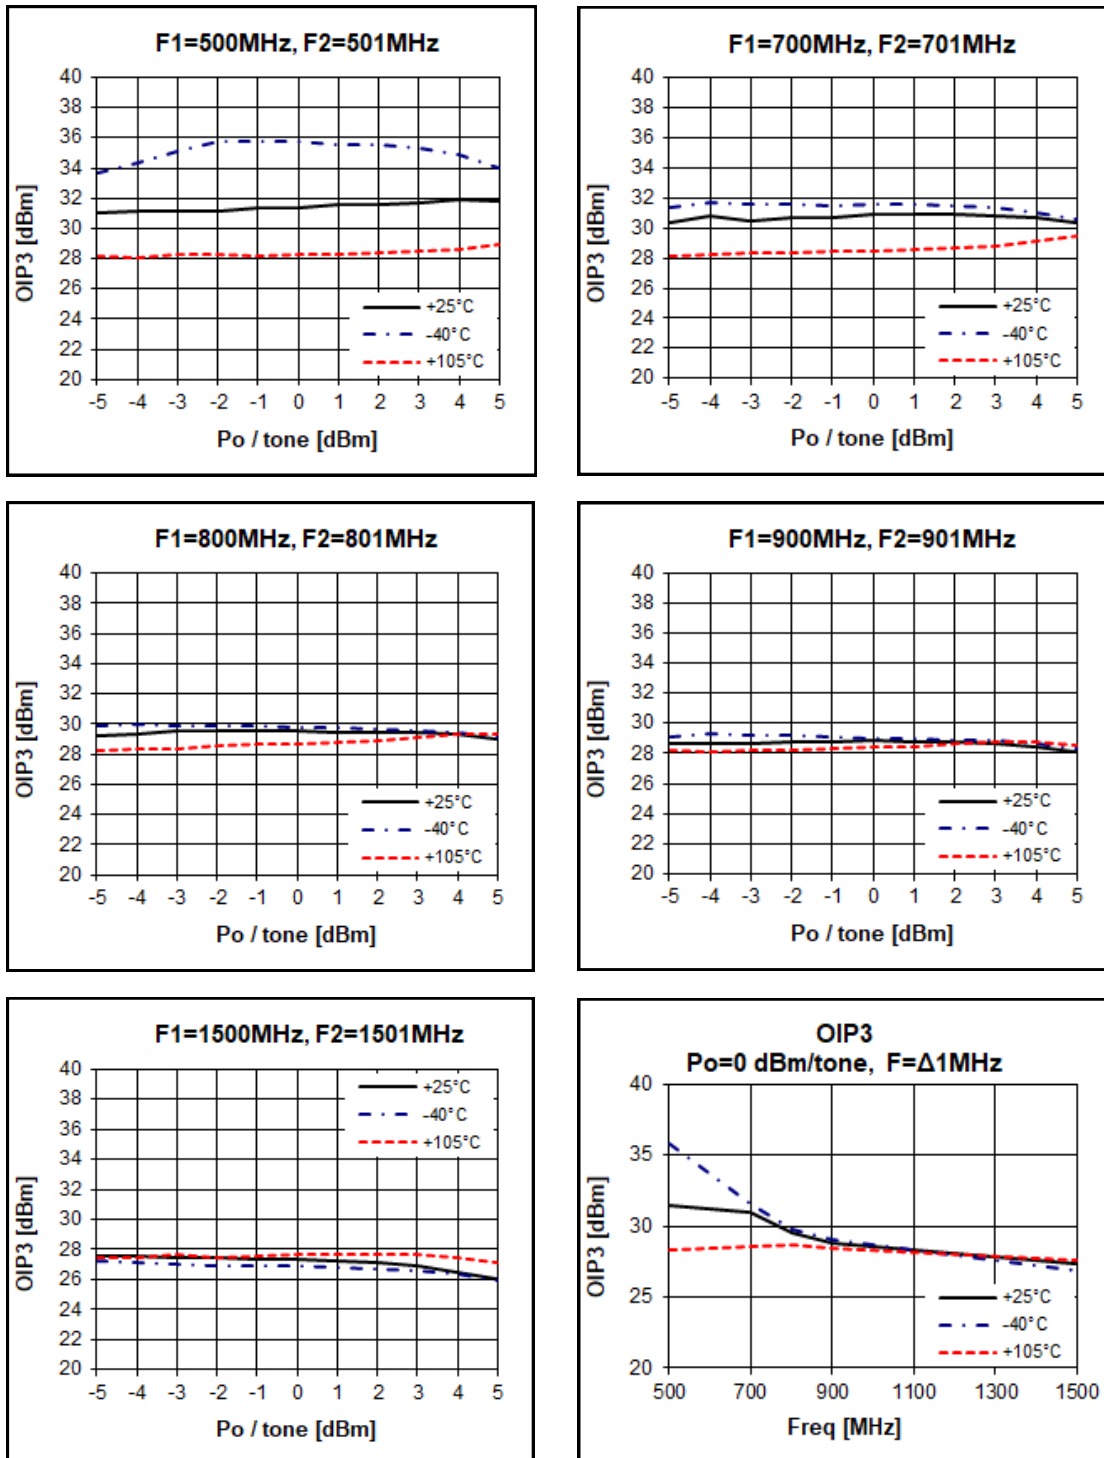 F1=500MHz, F2=501MHz
OIP3 [dBm]
40
38
36
34
32
30
28
26
24
22
20
+25°C
-40°C
+105°C
-5 -4 -3 -2 -1 0 1 2 3 4 5
Po / tone [dBm]
F1=700MHz, F2=701MHz
OIP3 [dBm]
40
38
36
34
32
30
28
26
24
22
20
+25°C
-40°C
+105°C
-5 -4 -3 -2 -1 0 1 2 3 4 5
Po / tone [dBm]
F1=800MHz, F2=801MHz
OIP3 [dBm]
40
38
36
34
32
30
28
26
24
22
20
+25°C
-40°C
+105°C
-5 -4 -3 -2 -1 0 1 2 3 4 5
Po / tone [dBm]
F1=900MHz, F2=901MHz
OIP3 [dBm]
40
38
36
34
32
30
28
26
24
22
20
+25°C
-40°C
+105°C
-5 -4 -3 -2 -1 0 1 2 3 4 5
Po / tone [dBm]
F1=1500MHz, F2=1501MHz
OIP3 [dBm]
40
38
36
34
32
30
28
26
24
22
20
+25°C
-40°C
+105°C
-5 -4 -3 -2 -1 0 1 2 3 4 5
Po / tone [dBm]
OIP3
Po=0 dBm/tone, F=Δ1MHz
OIP3 [dBm]
40
35
30
25
20
+25°C
-40°C
+105°C
500 700 900 1100 1300 1500
Freq [MHz]